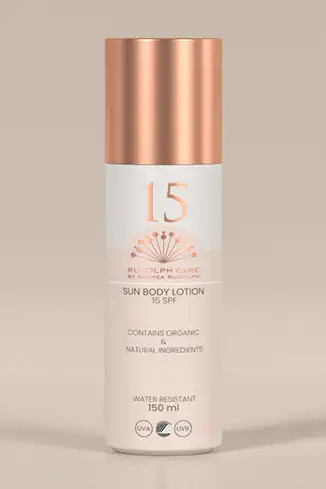 15
RUDOLPH CARE
BY ANDREA RUDOLPH
SUN BODY LOTION
15 SPF
CONTAINS ORGANIC
&
NATURAL INGREDIENTS
WATER RESISTANT
150 ml
UVA UVB